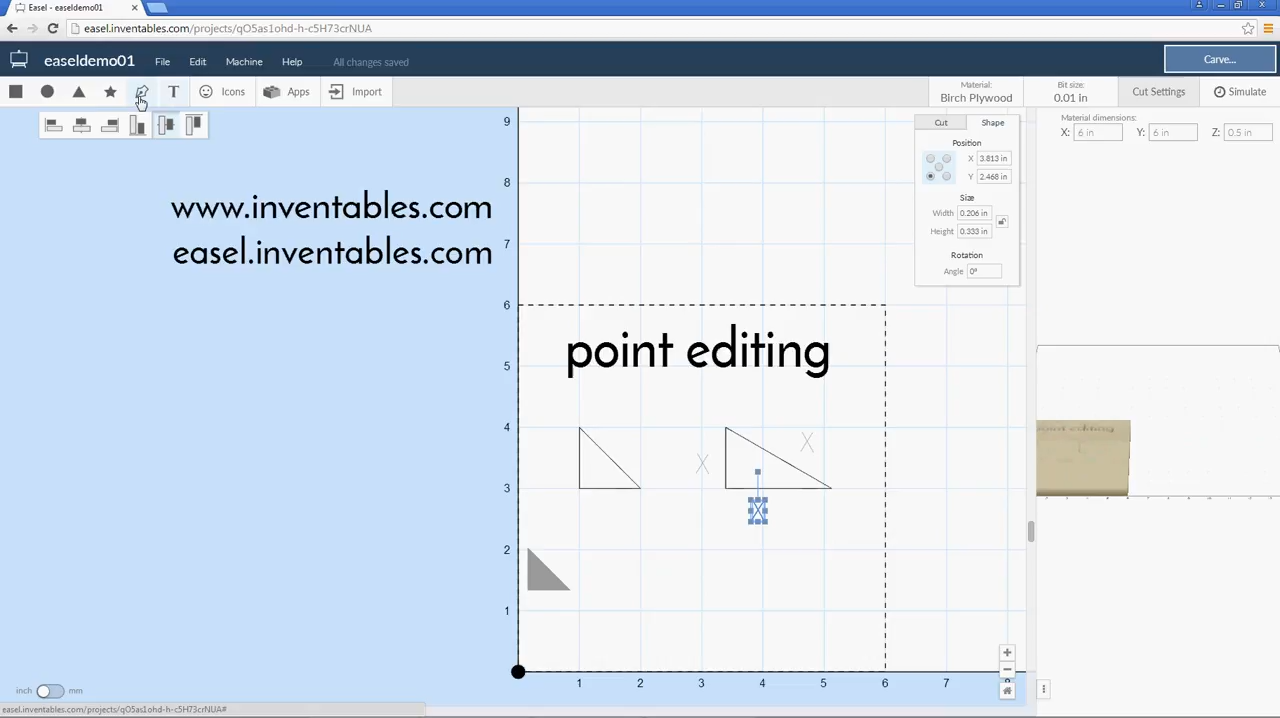 Easel - easeldemo01
easel.inventables.com/projects/qO5as1ohd-h-c5H73crNUA
easeldemo01 File Edit Machine Help All changes saved Carve...
T Icons Apps Import Material: Birch Plywood Bit size: 0.01 in Cut Settings Simulate
Cut Shape
Position
X 3.813 in
Y 2.468 in
Size
Width 0.206 in
Height 0.333 in
Rotation
Angle 0°
Material dimensions:
X: 6 in Y: 6 in Z: 0.5 in
www.inventables.com
easel.inventables.com
9
8
7
6
5
4
3
2
1
point editing
X X
X
point editing
1 2 3 4 5 6 7 8
inch mm
easel.inventables.com/projects/qO5as1ohd-h-c5H73crNUA#